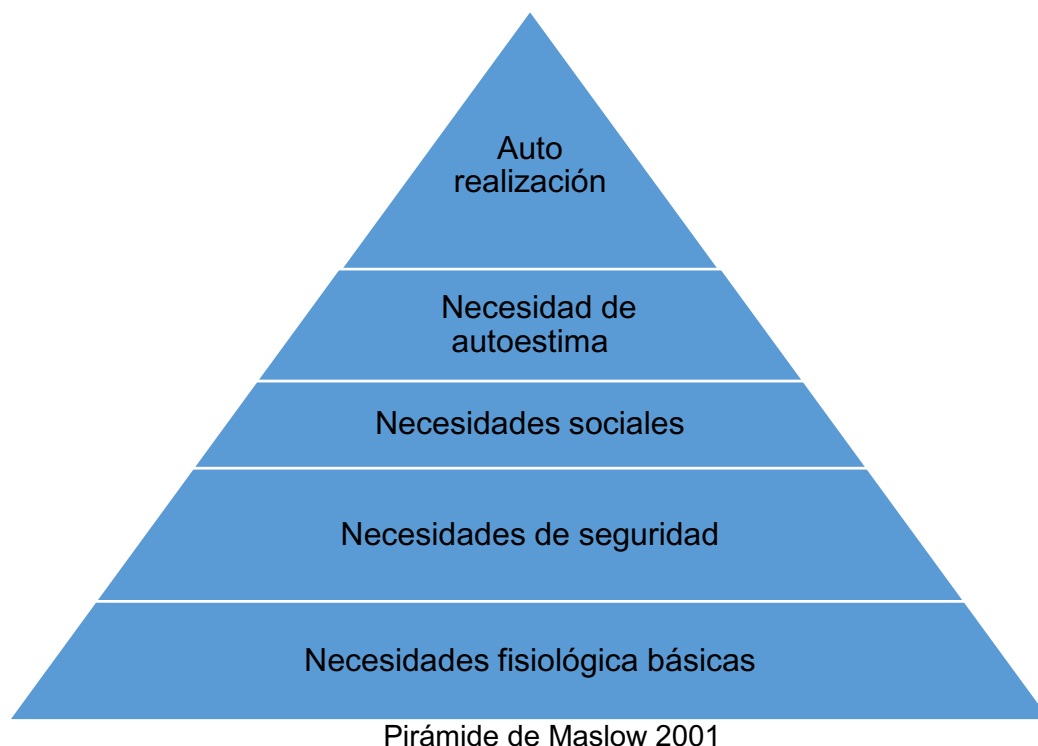 Auto
realización
Necesidad de
autoestima
Necesidades sociales
Necesidades de seguridad
Necesidades fisiológica básicas
Pirámide de Maslow 2001